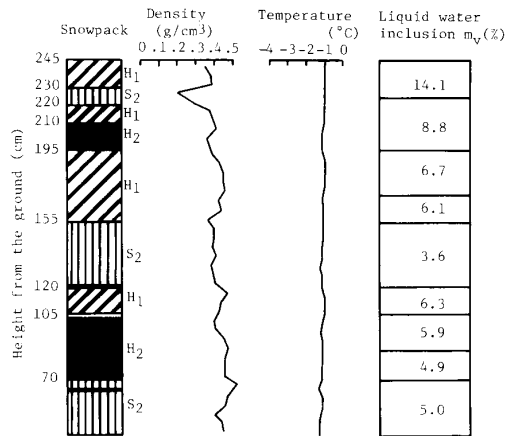 Snowpack
Density
(g/cm3)
0.1.2.3.4.5
Temperature
(°C)
-4 -3-2-1 0
Liquid water
inclusion mv(%)
Height from the ground (cm)
245
230
220
210
195
155
120
105
70
H1
S2
H1
H2
H1
S2
H1
H2
S2
14.1
8.8
6.7
6.1
3.6
6.3
5.9
4.9
5.0